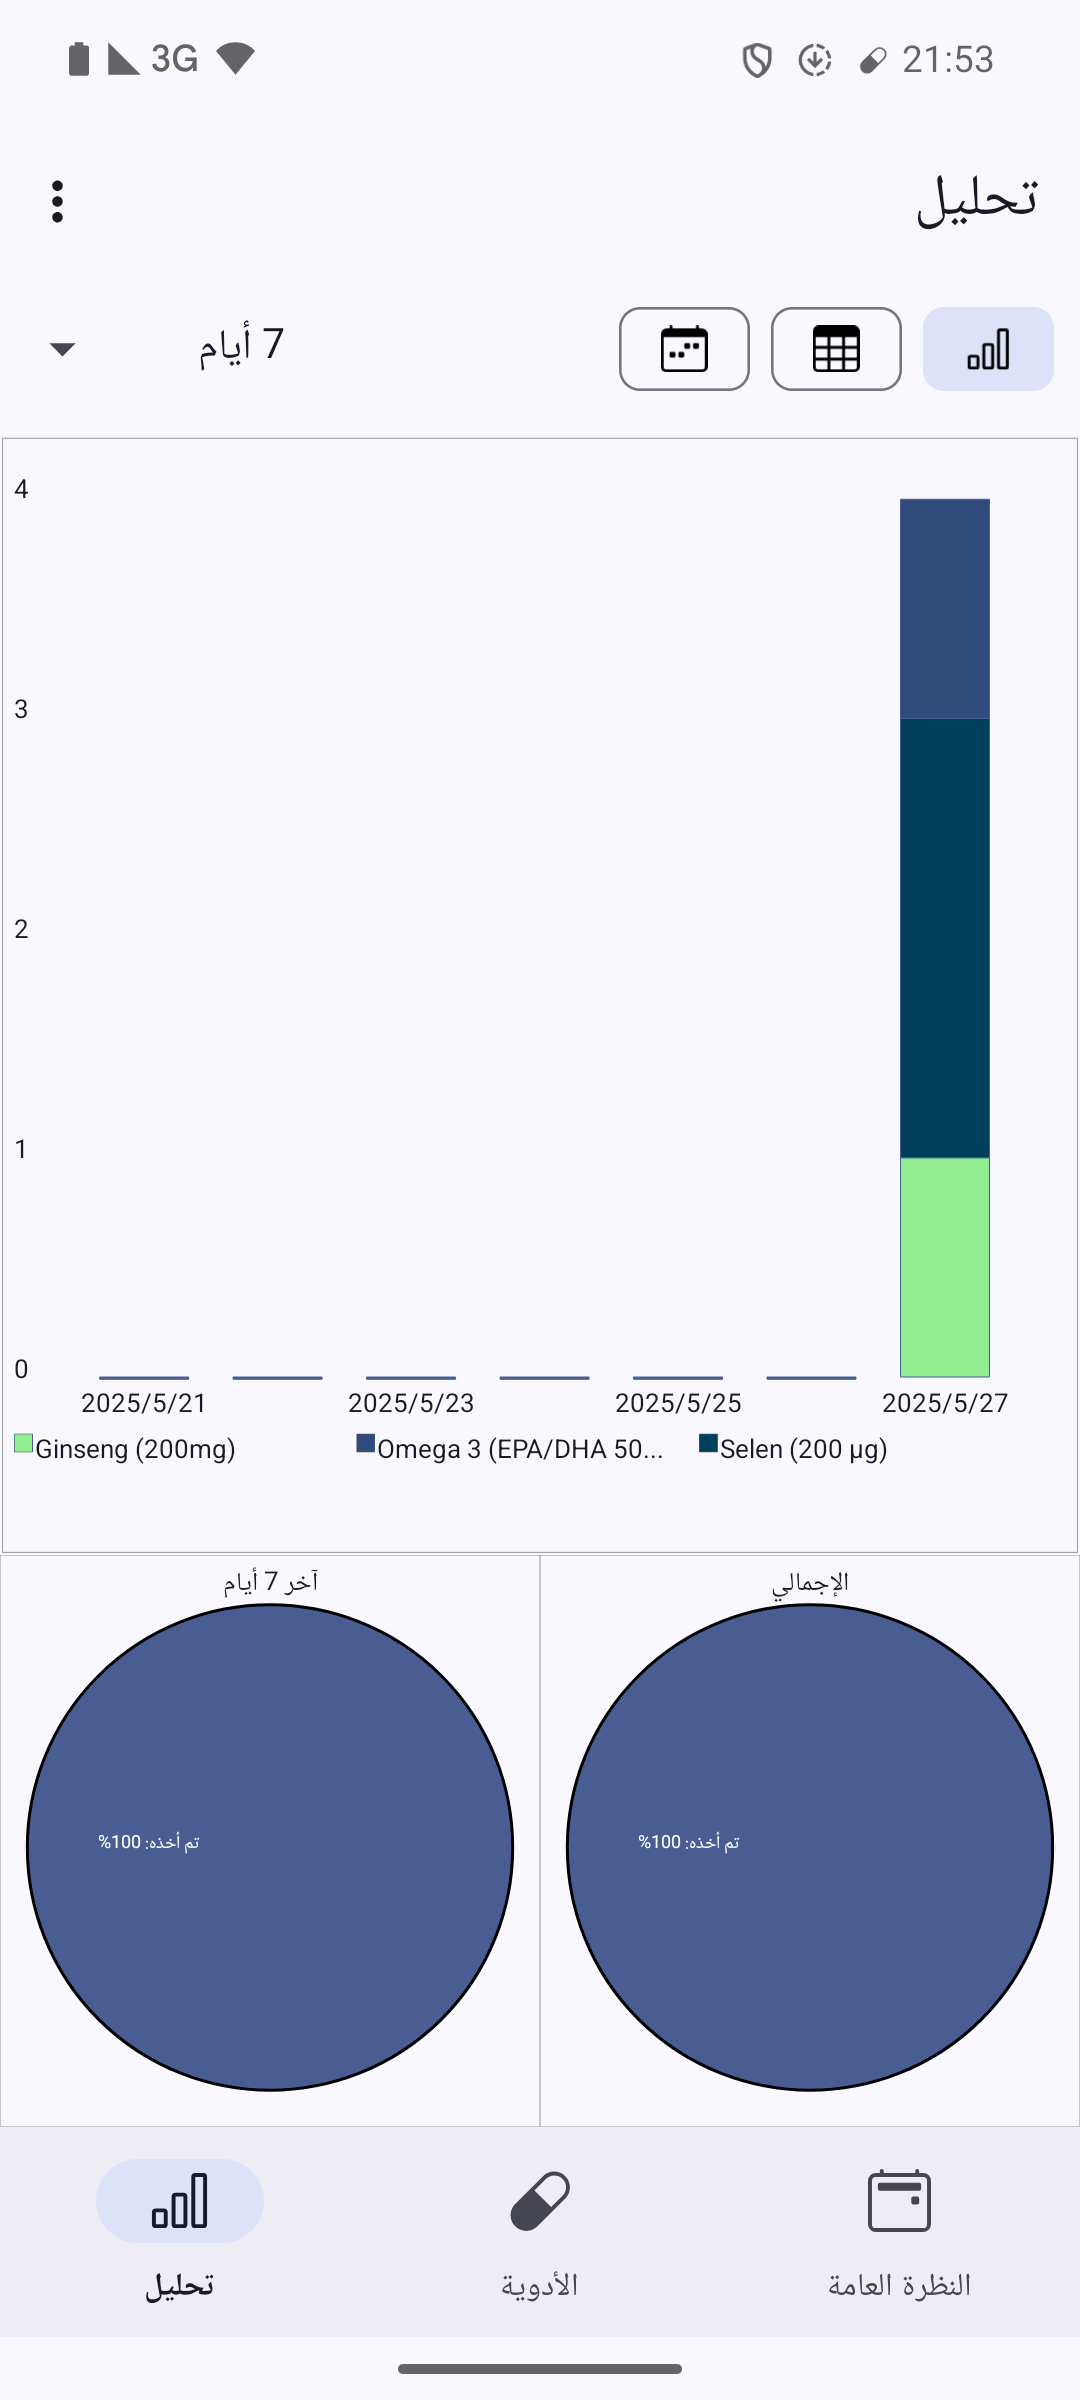 3G
21:53
تحليل
7 أيام
4
3
2
1
0
2025/5/21
2025/5/23
2025/5/25
2025/5/27
Ginseng (200mg)
Omega 3 (EPA/DHA 50...
Selen (200 µg)
الإجمالي
تم أخذه: 100%
آخر 7 أيام
تم أخذه: 100%
النظرة العامة
الأدوية
تحليل